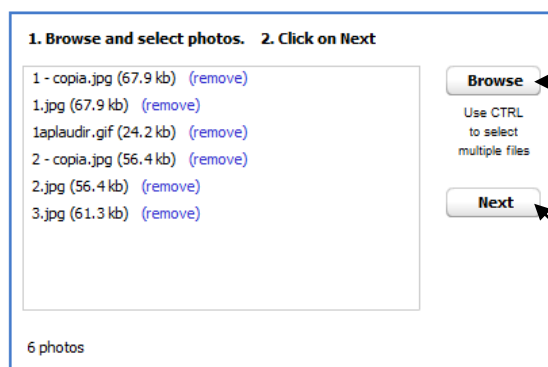 1. Browse and select photos. 2. Click on Next
1 - copia.jpg (67.9 kb) (remove)
1.jpg (67.9 kb) (remove)
1aplaudir.gif (24.2 kb) (remove)
2 - copia.jpg (56.4 kb) (remove)
2.jpg (56.4 kb) (remove)
3.jpg (61.3 kb) (remove)
Browse
Use CTRL
to select
multiple files
Next
6 photos